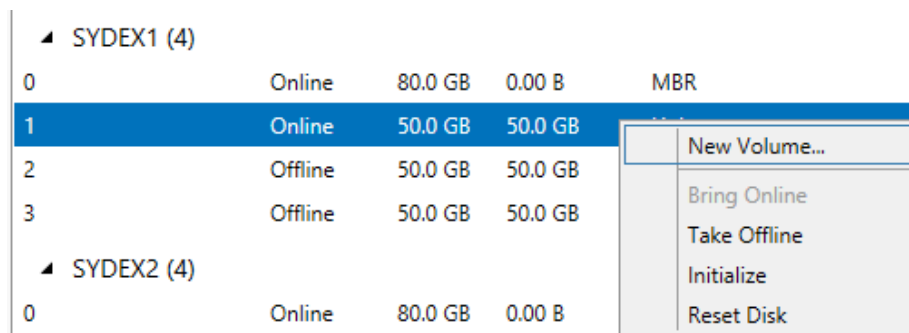 SYDEX1 (4)
0 Online 80.0 GB 0.00 B MBR
1 Online 50.0 GB 50.0 GB
New Volume...
2 Offline 50.0 GB 50.0 GB
Bring Online
3 Offline 50.0 GB 50.0 GB
Take Offline
SYDEX2 (4)
Initialize
0 Online 80.0 GB 0.00 B
Reset Disk